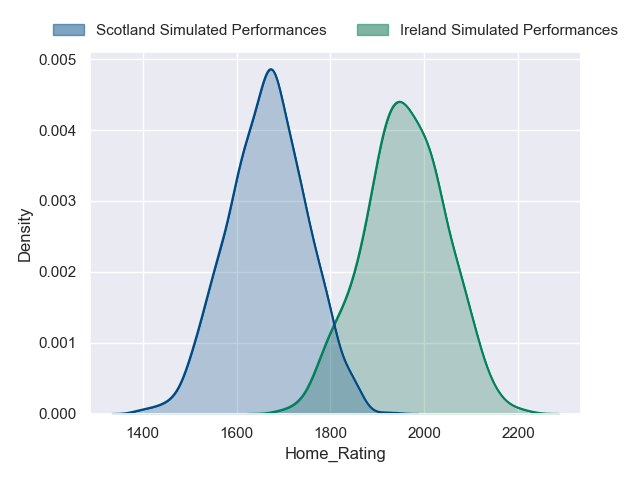 Scotland Simulated Performances Ireland Simulated Performances
0.005
0.004
0.003
0.002
0.001
0.000
Density
1400 1600 1800 2000 2200
Home_Rating